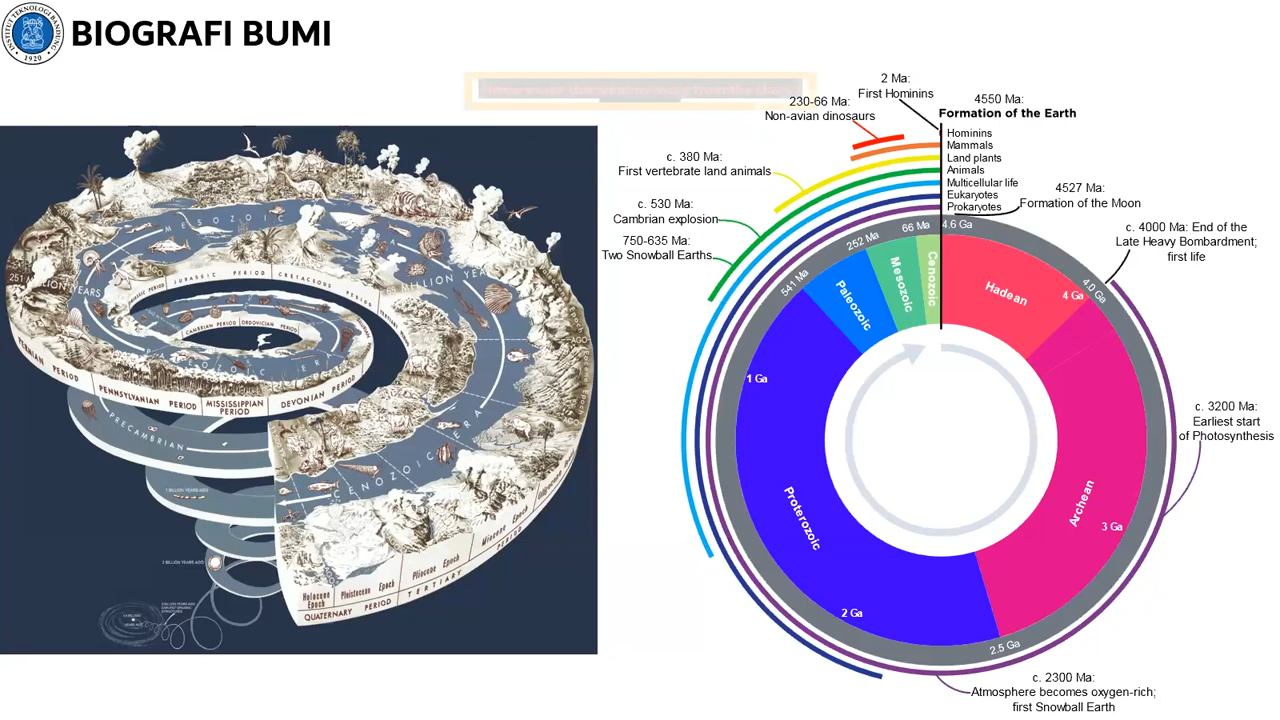 INSTITUT TEKNOLOGI BANDUNG
1920
BIOGRAFI BUMI
MESOZOIC
JURASSIC PERIOD
CRETACEOUS PERIOD
CAMBRIAN PERIOD
ORDOVICIAN PERIOD
PERMIAN PERIOD
PENNSYLVANIAN PERIOD
MISSISSIPPIAN PERIOD
DEVONIAN PERIOD
PRECAMBRIAN
CENOZOIC ERA
Holocene Epoch
Pleistocene Epoch
Pliocene Epoch
Miocene Epoch
QUATERNARY PERIOD
TERTIARY
2 Ma:
First Hominins
230-66 Ma:
Non-avian dinosaurs
4550 Ma:
Formation of the Earth
Hominins
Mammals
Land plants
Animals
Multicellular life
Eukaryotes
Prokaryotes
c. 380 Ma:
First vertebrate land animals
c. 530 Ma:
Cambrian explosion
750-635 Ma:
Two Snowball Earths
4527 Ma:
Formation of the Moon
c. 4000 Ma: End of the
Late Heavy Bombardment;
first life
c. 3200 Ma:
Earliest start
of Photosynthesis
c. 2300 Ma:
Atmosphere becomes oxygen-rich;
first Snowball Earth
4.6 Ga
4.0 Ga
2.5 Ga
541 Ma
252 Ma
66 Ma
Hadean
4 Ga
Archean
3 Ga
Proterozoic
2 Ga
1 Ga
Paleozoic
Mesozoic
Cenozoic